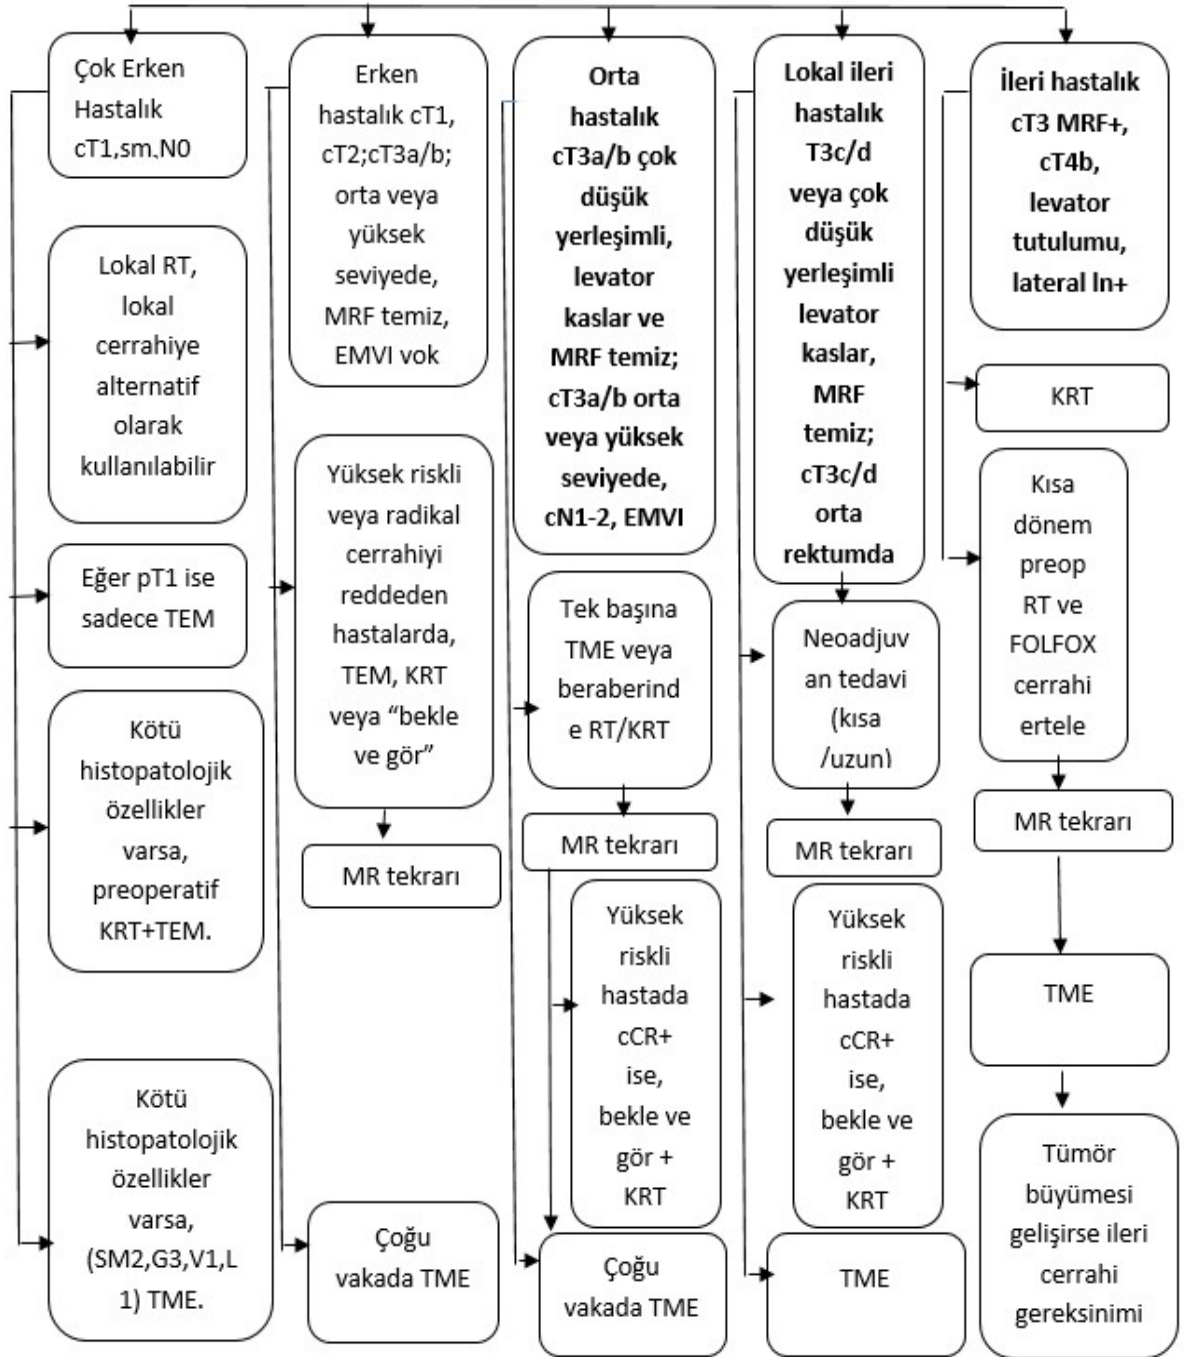 Çok Erken
Hastalık
cT1,sm,N0
Lokal RT,
lokal
cerrahiye
alternatif
olarak
kullanılabilir
Eğer pT1 ise
sadece TEM
Kötü
histopatolojik
özellikler
varsa,
preoperatif
KRT+TEM.
Kötü
histopatolojik
özellikler
varsa,
(SM2,G3,V1,L
1) TME.
Erken
hastalık cT1,
cT2;cT3a/b;
orta veya
yüksek
seviyede,
MRF temiz,
EMVI vok
Yüksek riskli
veya radikal
cerrahiyi
reddeden
hastalarda,
TEM, KRT
veya “bekle
ve gör”
MR tekrarı
Çoğu
vakada TME
Orta
hastalık
cT3a/b çok
düşük
yerleşimli,
levator
kaslar ve
MRF temiz;
cT3a/b orta
veya yüksek
seviyede,
cN1-2, EMVI
Tek başına
TME veya
beraberind
e RT/KRT
MR tekrarı
Yüksek
riskli
hastada
cCR+
ise,
bekle ve
gör +
KRT
Çoğu
vakada TME
Lokal ileri
hastalık
T3c/d
veya çok
düşük
yerleşimli
levator
kaslar,
MRF
temiz;
cT3c/d
orta
rektumda
Neoadjuv
an tedavi
(kısa
/uzun)
MR tekrarı
Yüksek
riskli
hastada
cCR+
ise,
bekle ve
gör +
KRT
TME
İleri hastalık
cT3 MRF+,
cT4b,
levator
tutulumu,
lateral ln+
KRT
Kısa
dönem
preop
RT ve
FOLFOX
cerrahi
ertele
MR tekrarı
TME
Tümör
büyümesi
gelişirse ileri
cerrahi
gereksinimi